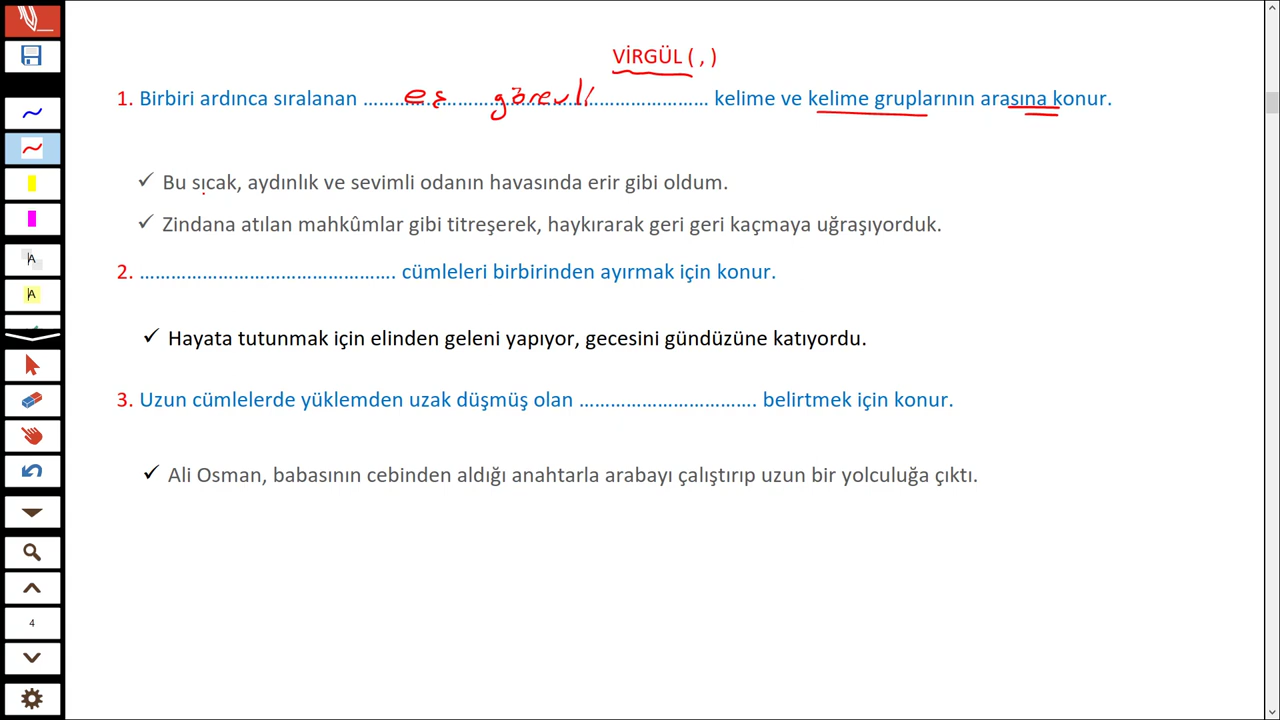 VİRGÜL ( , )
1. Birbiri ardınca sıralanan ......eş görevli...... kelime ve kelime gruplarının arasına konur.
✓ Bu sıcak, aydınlık ve sevimli odanın havasında erir gibi oldum.
✓ Zindana atılan mahkûmlar gibi titreşerek, haykırarak geri geri kaçmaya uğraşıyorduk.
2. ……………………………………. cümleleri birbirinden ayırmak için konur.
✓ Hayata tutunmak için elinden geleni yapıyor, gecesini gündüzüne katıyordu.
3. Uzun cümlelerde yüklemden uzak düşmüş olan ……………………………. belirtmek için konur.
✓ Ali Osman, babasının cebinden aldığı anahtarla arabayı çalıştırıp uzun bir yolculuğa çıktı.
A
A
4